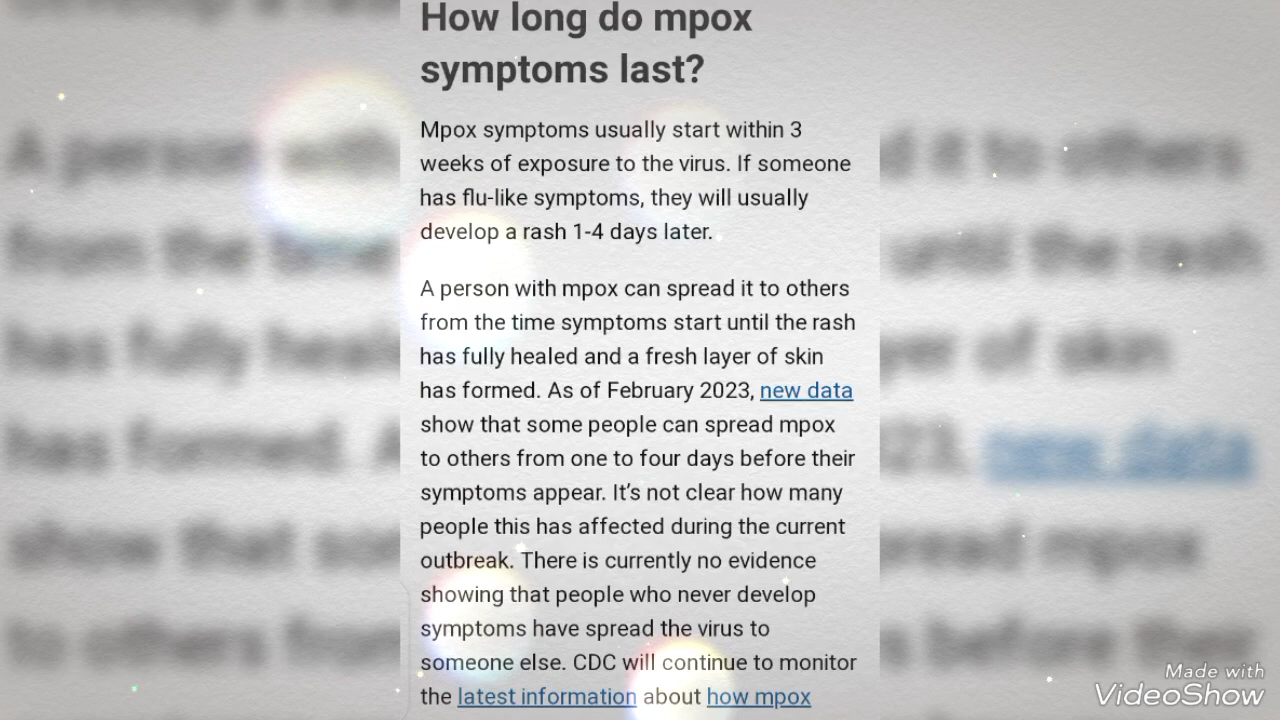 How long do mpox
symptoms last?
Mpox symptoms usually start within 3
weeks of exposure to the virus. If someone
has flu-like symptoms, they will usually
develop a rash 1-4 days later.
A person with mpox can spread it to others
from the time symptoms start until the rash
has fully healed and a fresh layer of skin
has formed. As of February 2023, new data
show that some people can spread mpox
to others from one to four days before their
symptoms appear. It’s not clear how many
people this has affected during the current
outbreak. There is currently no evidence
showing that people who never develop
symptoms have spread the virus to
someone else. CDC will continue to monitor
the latest information about how mpox
Made with
VideoShow